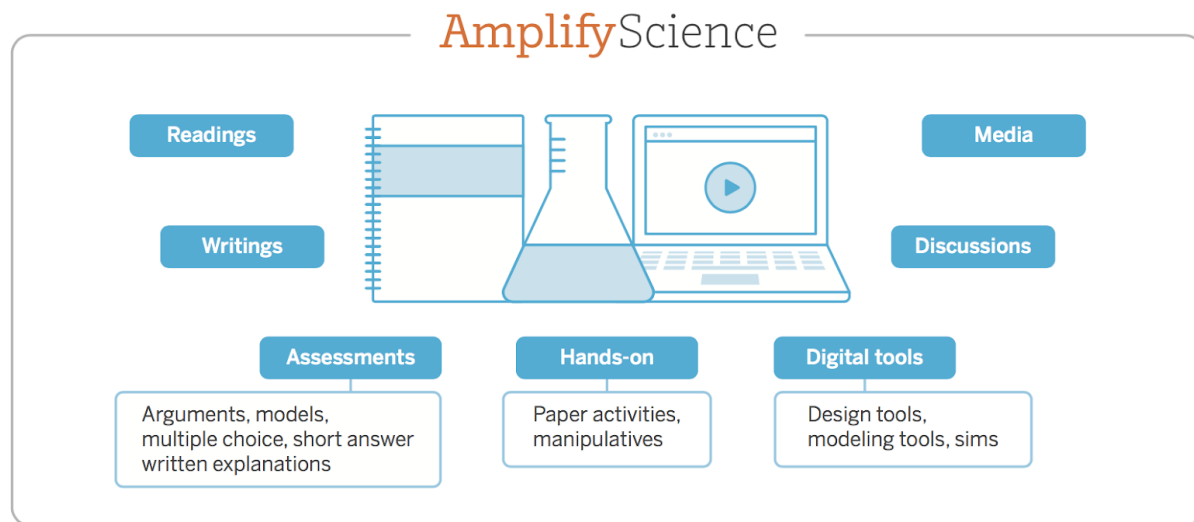 AmplifyScience
Readings
Media
Writings
Discussions
Assessments
Hands-on
Digital tools
Arguments, models,
multiple choice, short answer
written explanations
Paper activities,
manipulatives
Design tools,
modeling tools, sims